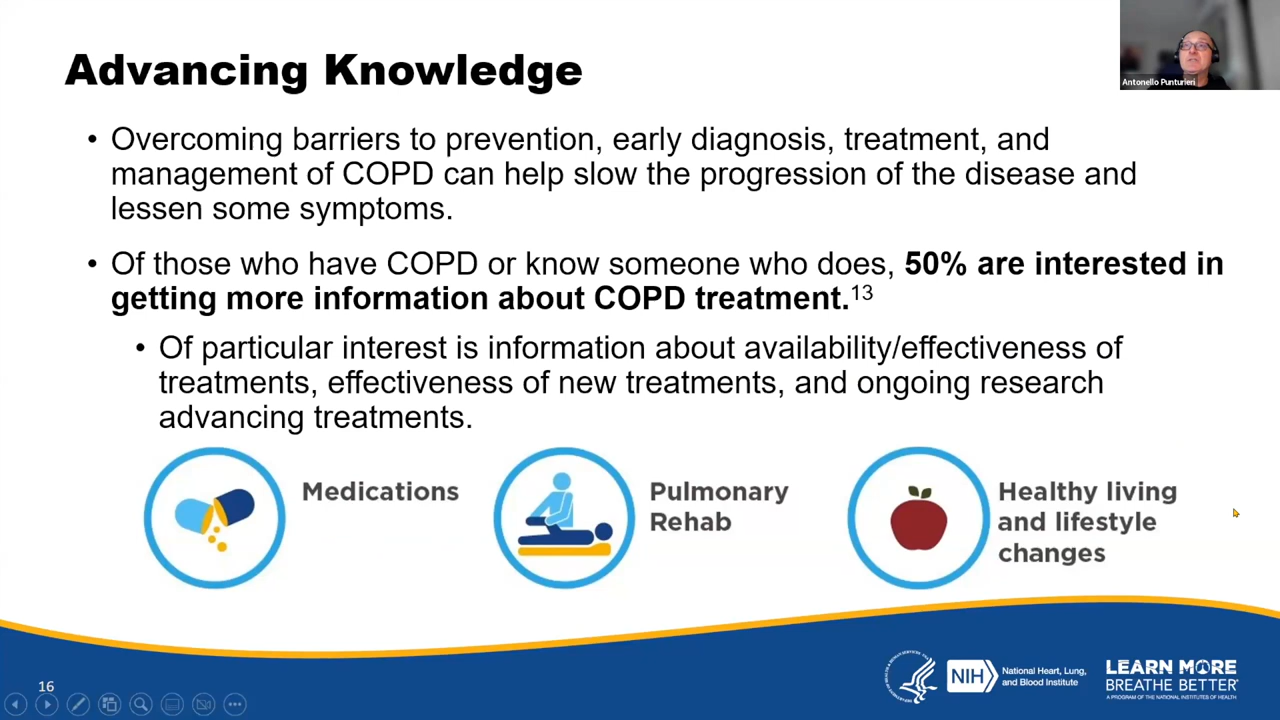 Advancing Knowledge
Antonello Punturieri
• Overcoming barriers to prevention, early diagnosis, treatment, and
management of COPD can help slow the progression of the disease and
lessen some symptoms.
• Of those who have COPD or know someone who does, 50% are interested in
getting more information about COPD treatment.¹³
• Of particular interest is information about availability/effectiveness of
treatments, effectiveness of new treatments, and ongoing research
advancing treatments.
Medications
Pulmonary
Rehab
Healthy living
and lifestyle
changes
16
NIH
National Heart, Lung,
and Blood Institute
LEARN MORE
BREATHE BETTER®
A PROGRAM OF THE NATIONAL INSTITUTES OF HEALTH